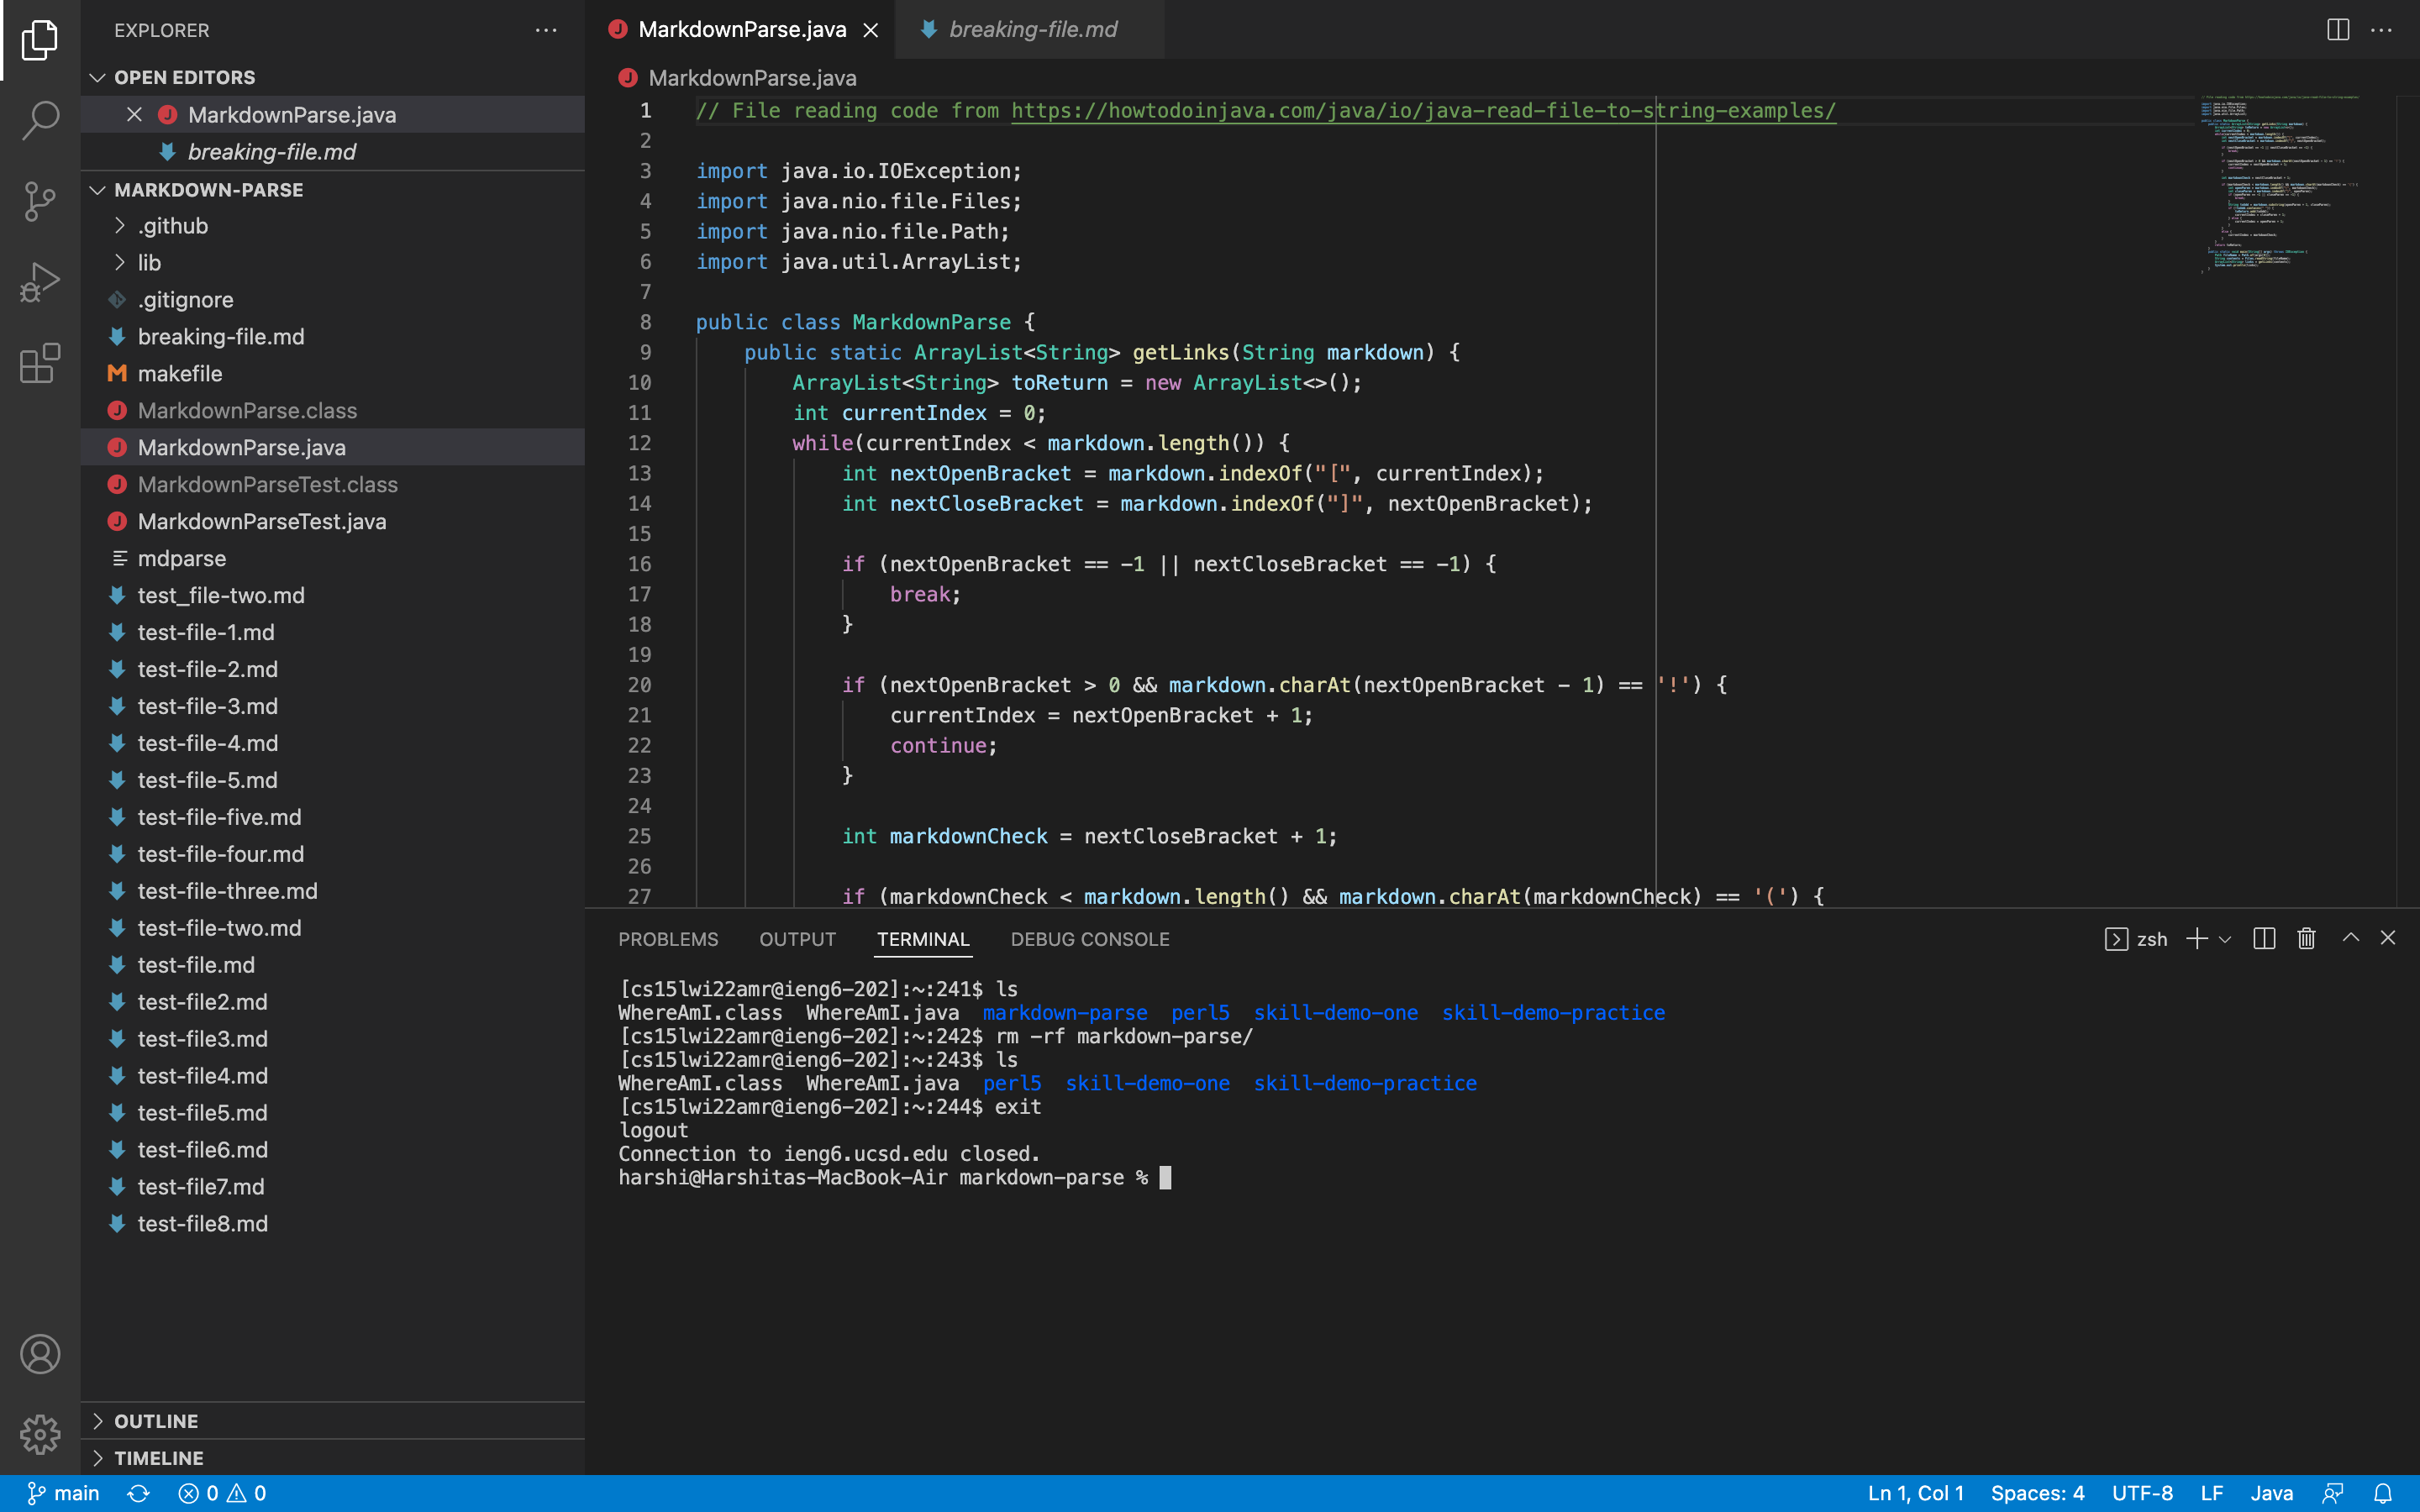 EXPLORER
OPEN EDITORS
MarkdownParse.java
breaking-file.md
MARKDOWN-PARSE
.github
lib
.gitignore
breaking-file.md
makefile
MarkdownParse.class
MarkdownParse.java
MarkdownParseTest.class
MarkdownParseTest.java
mdparse
test_file-two.md
test-file-1.md
test-file-2.md
test-file-3.md
test-file-4.md
test-file-5.md
test-file-five.md
test-file-four.md
test-file-three.md
test-file-two.md
test-file.md
test-file2.md
test-file3.md
test-file4.md
test-file5.md
test-file6.md
test-file7.md
test-file8.md
OUTLINE
TIMELINE
MarkdownParse.java breaking-file.md
MarkdownParse.java
1 // File reading code from https://howtodoinjava.com/java/io/java-read-file-to-string-examples/
2
3 import java.io.IOException;
4 import java.nio.file.Files;
5 import java.nio.file.Path;
6 import java.util.ArrayList;
7
8 public class MarkdownParse {
9 public static ArrayList<String> getLinks(String markdown) {
10 ArrayList<String> toReturn = new ArrayList<>();
11 int currentIndex = 0;
12 while(currentIndex < markdown.length()) {
13 int nextOpenBracket = markdown.indexOf("[", currentIndex);
14 int nextCloseBracket = markdown.indexOf("]", nextOpenBracket);
15
16 if (nextOpenBracket == -1 || nextCloseBracket == -1) {
17 break;
18 }
19
20 if (nextOpenBracket > 0 && markdown.charAt(nextOpenBracket - 1) == '!') {
21 currentIndex = nextOpenBracket + 1;
22 continue;
23 }
24
25 int markdownCheck = nextCloseBracket + 1;
26
27 if (markdownCheck < markdown.length() && markdown.charAt(markdownCheck) == '(') {
PROBLEMS OUTPUT TERMINAL DEBUG CONSOLE zsh
[cs15lwi22amr@ieng6-202]:~:241$ ls
WhereAmI.class WhereAmI.java markdown-parse perl5 skill-demo-one skill-demo-practice
[cs15lwi22amr@ieng6-202]:~:242$ rm -rf markdown-parse/
[cs15lwi22amr@ieng6-202]:~:243$ ls
WhereAmI.class WhereAmI.java perl5 skill-demo-one skill-demo-practice
[cs15lwi22amr@ieng6-202]:~:244$ exit
logout
Connection to ieng6.ucsd.edu closed.
harshi@Harshitas-MacBook-Air markdown-parse %
main 0 0 Ln 1, Col 1 Spaces: 4 UTF-8 LF Java